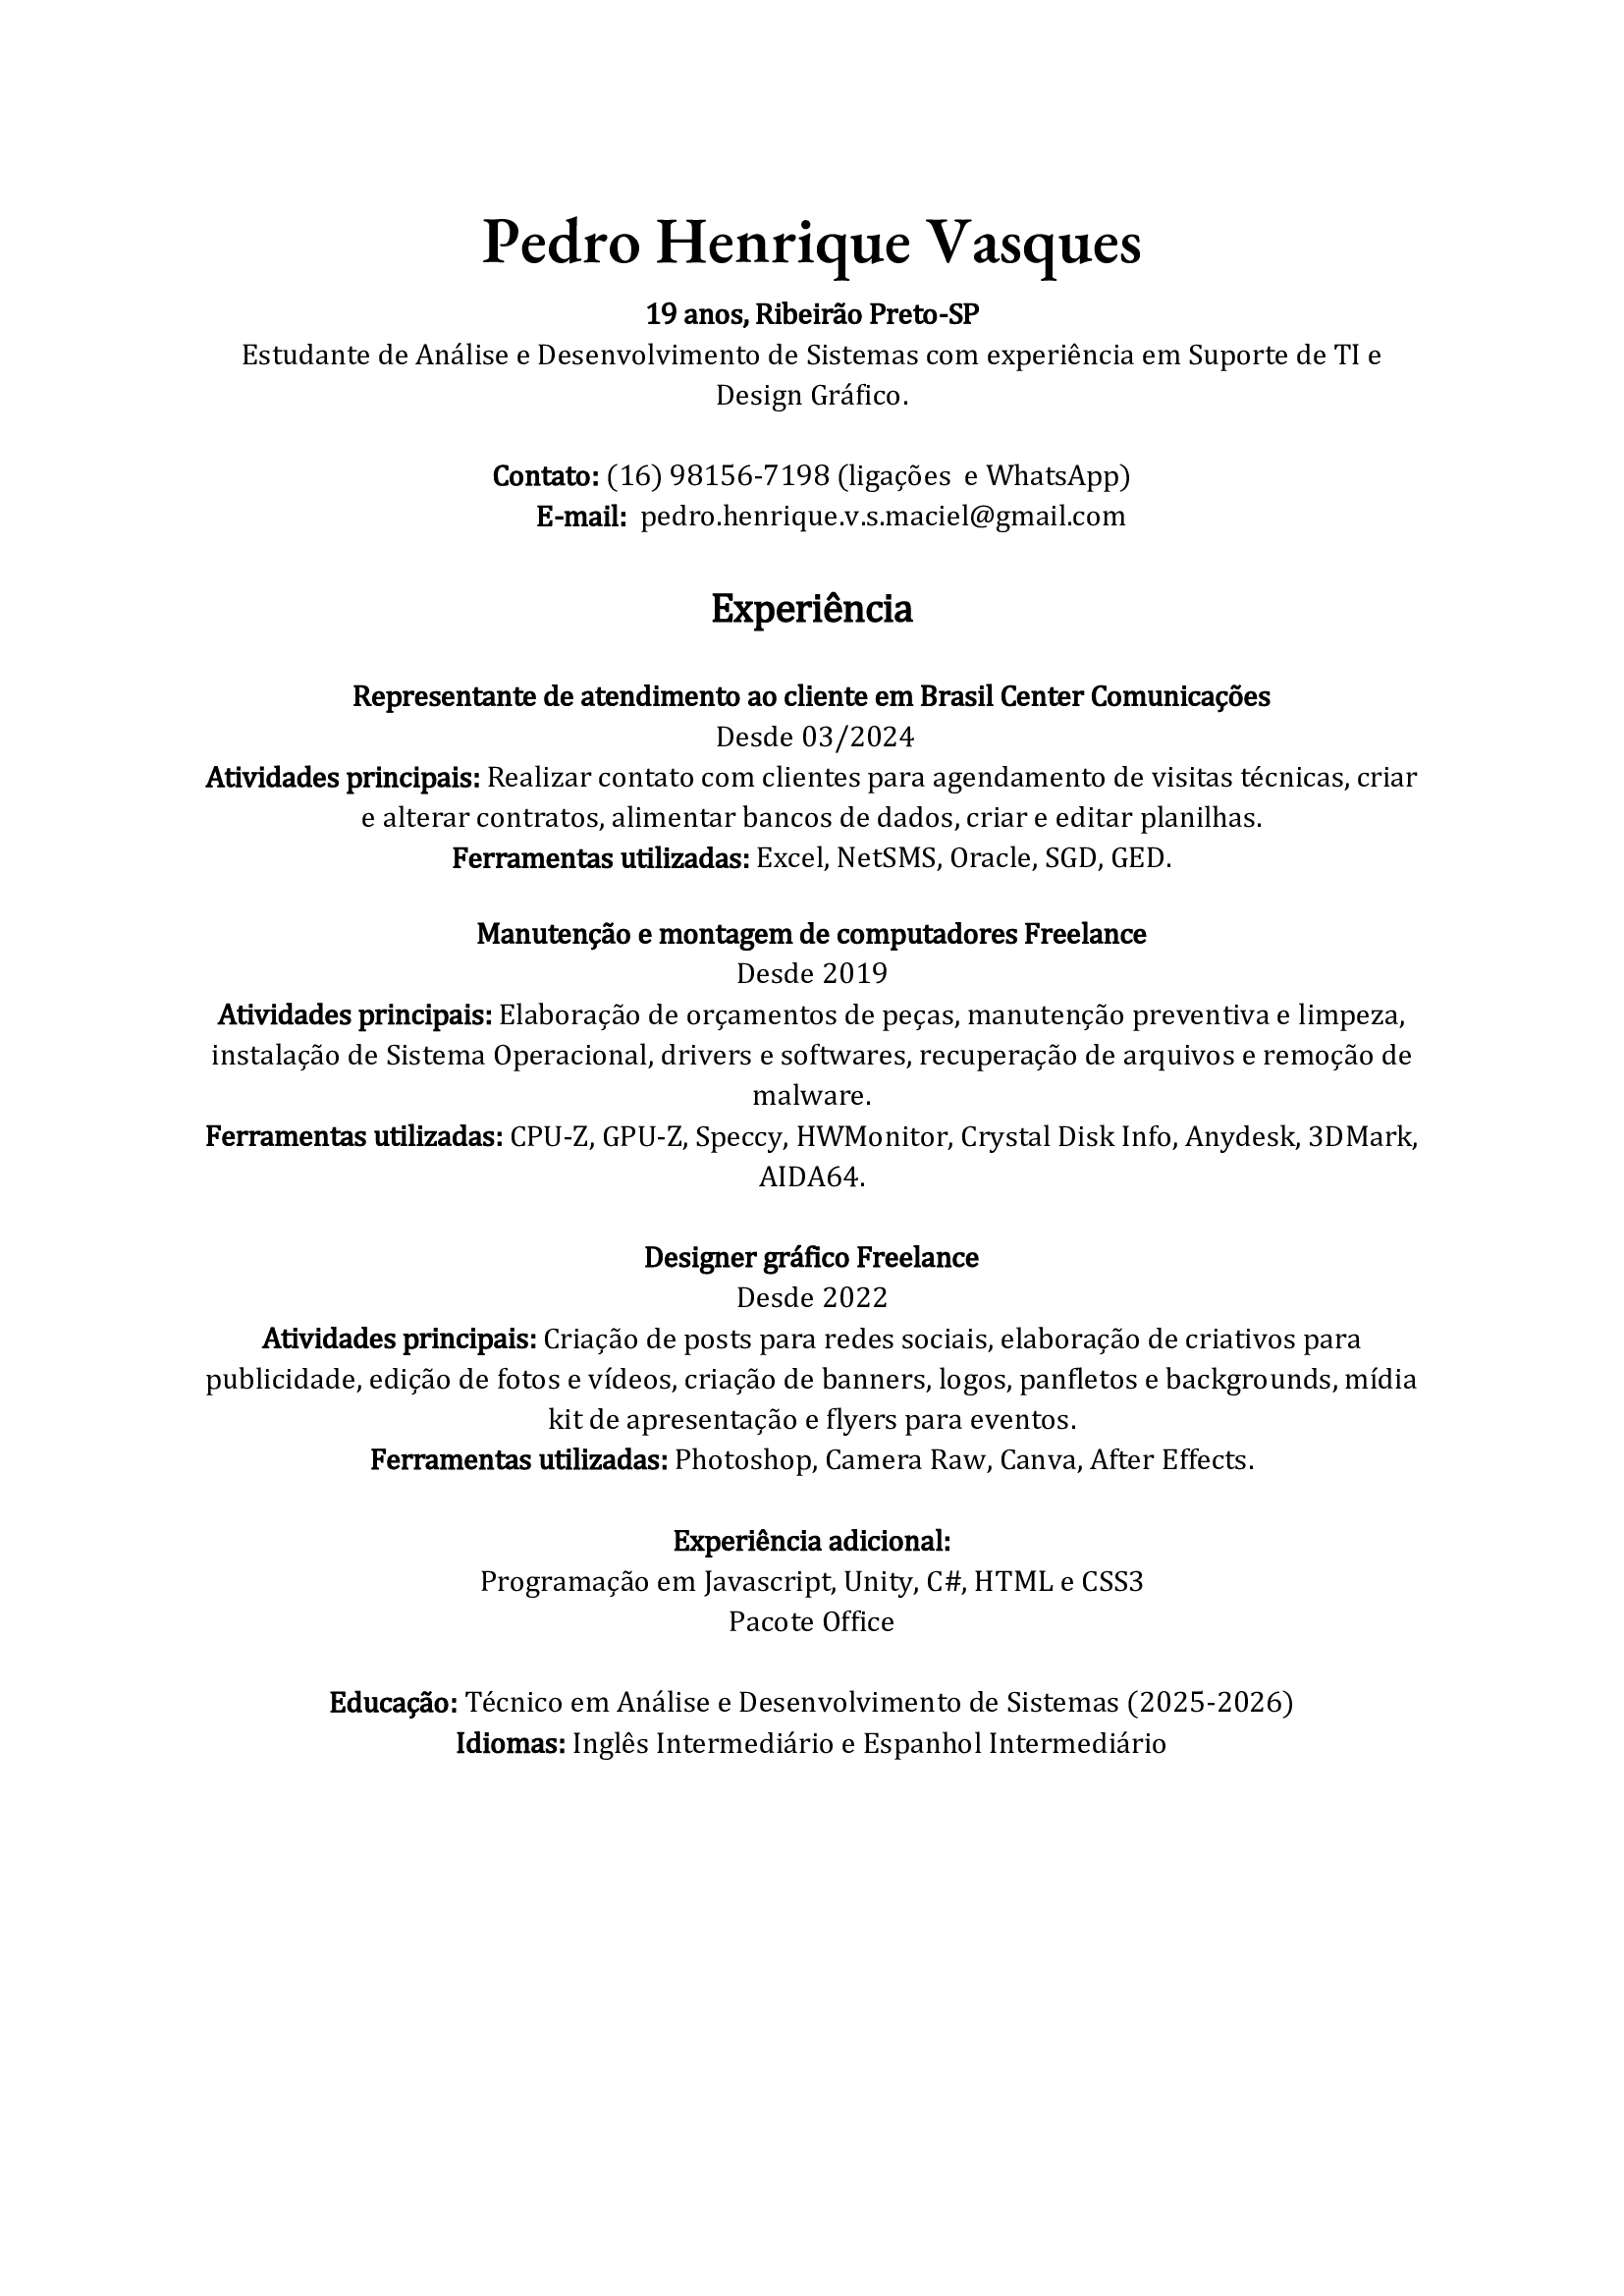 Pedro Henrique Vasques
19 anos, Ribeirão Preto-SP
Estudante de Análise e Desenvolvimento de Sistemas com experiência em Suporte de TI e
Design Gráfico.
Contato: (16) 98156-7198 (ligações e WhatsApp)
E-mail: pedro.henrique.v.s.maciel@gmail.com
Experiência
Representante de atendimento ao cliente em Brasil Center Comunicações
Desde 03/2024
Atividades principais: Realizar contato com clientes para agendamento de visitas técnicas, criar
e alterar contratos, alimentar bancos de dados, criar e editar planilhas.
Ferramentas utilizadas: Excel, NetSMS, Oracle, SGD, GED.
Manutenção e montagem de computadores Freelance
Desde 2019
Atividades principais: Elaboração de orçamentos de peças, manutenção preventiva e limpeza,
instalação de Sistema Operacional, drivers e softwares, recuperação de arquivos e remoção de
malware.
Ferramentas utilizadas: CPU-Z, GPU-Z, Speccy, HWMonitor, Crystal Disk Info, Anydesk, 3DMark,
AIDA64.
Designer gráfico Freelance
Desde 2022
Atividades principais: Criação de posts para redes sociais, elaboração de criativos para
publicidade, edição de fotos e vídeos, criação de banners, logos, panfletos e backgrounds, mídia
kit de apresentação e flyers para eventos.
Ferramentas utilizadas: Photoshop, Camera Raw, Canva, After Effects.
Experiência adicional:
Programação em Javascript, Unity, C#, HTML e CSS3
Pacote Office
Educação: Técnico em Análise e Desenvolvimento de Sistemas (2025-2026)
Idiomas: Inglês Intermediário e Espanhol Intermediário